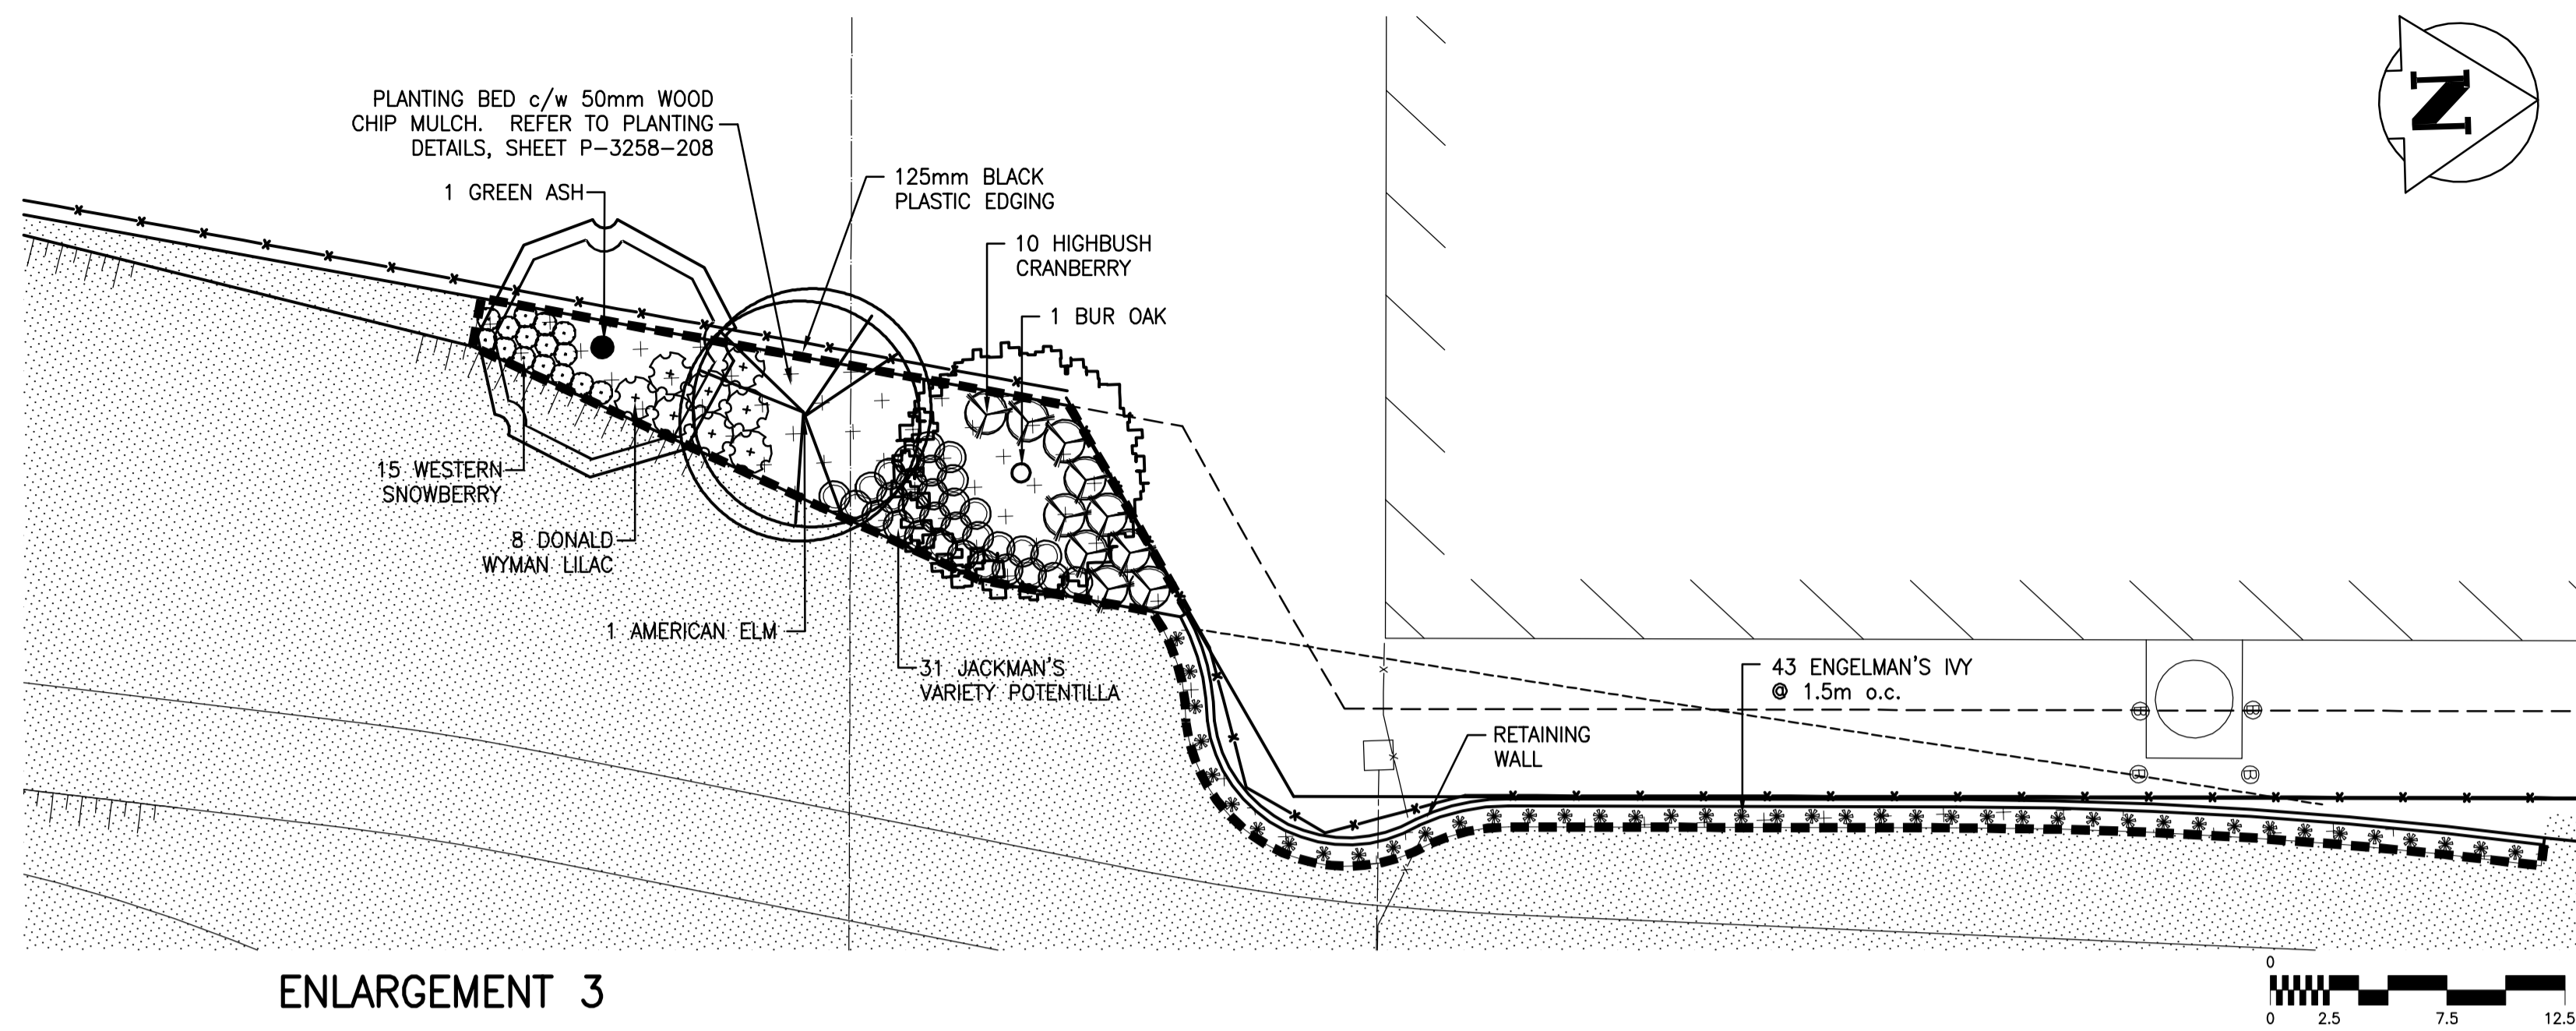 PLANTING BED c/w 50mm WOOD
CHIP MULCH. REFER TO PLANTING
DETAILS, SHEET P-3258-208
1 GREEN ASH
125mm BLACK
PLASTIC EDGING
10 HIGHBUSH
CRANBERRY
1 BUR OAK
N
15 WESTERN
SNOWBERRY
8 DONALD
WYMAN LILAC
1 AMERICAN ELM
31 JACKMAN'S
VARIETY POTENTILLA
43 ENGELMAN'S IVY
@ 1.5m o.c.
RETAINING
WALL
B
B
B
B
ENLARGEMENT 3
0
0 2.5 7.5 12.5